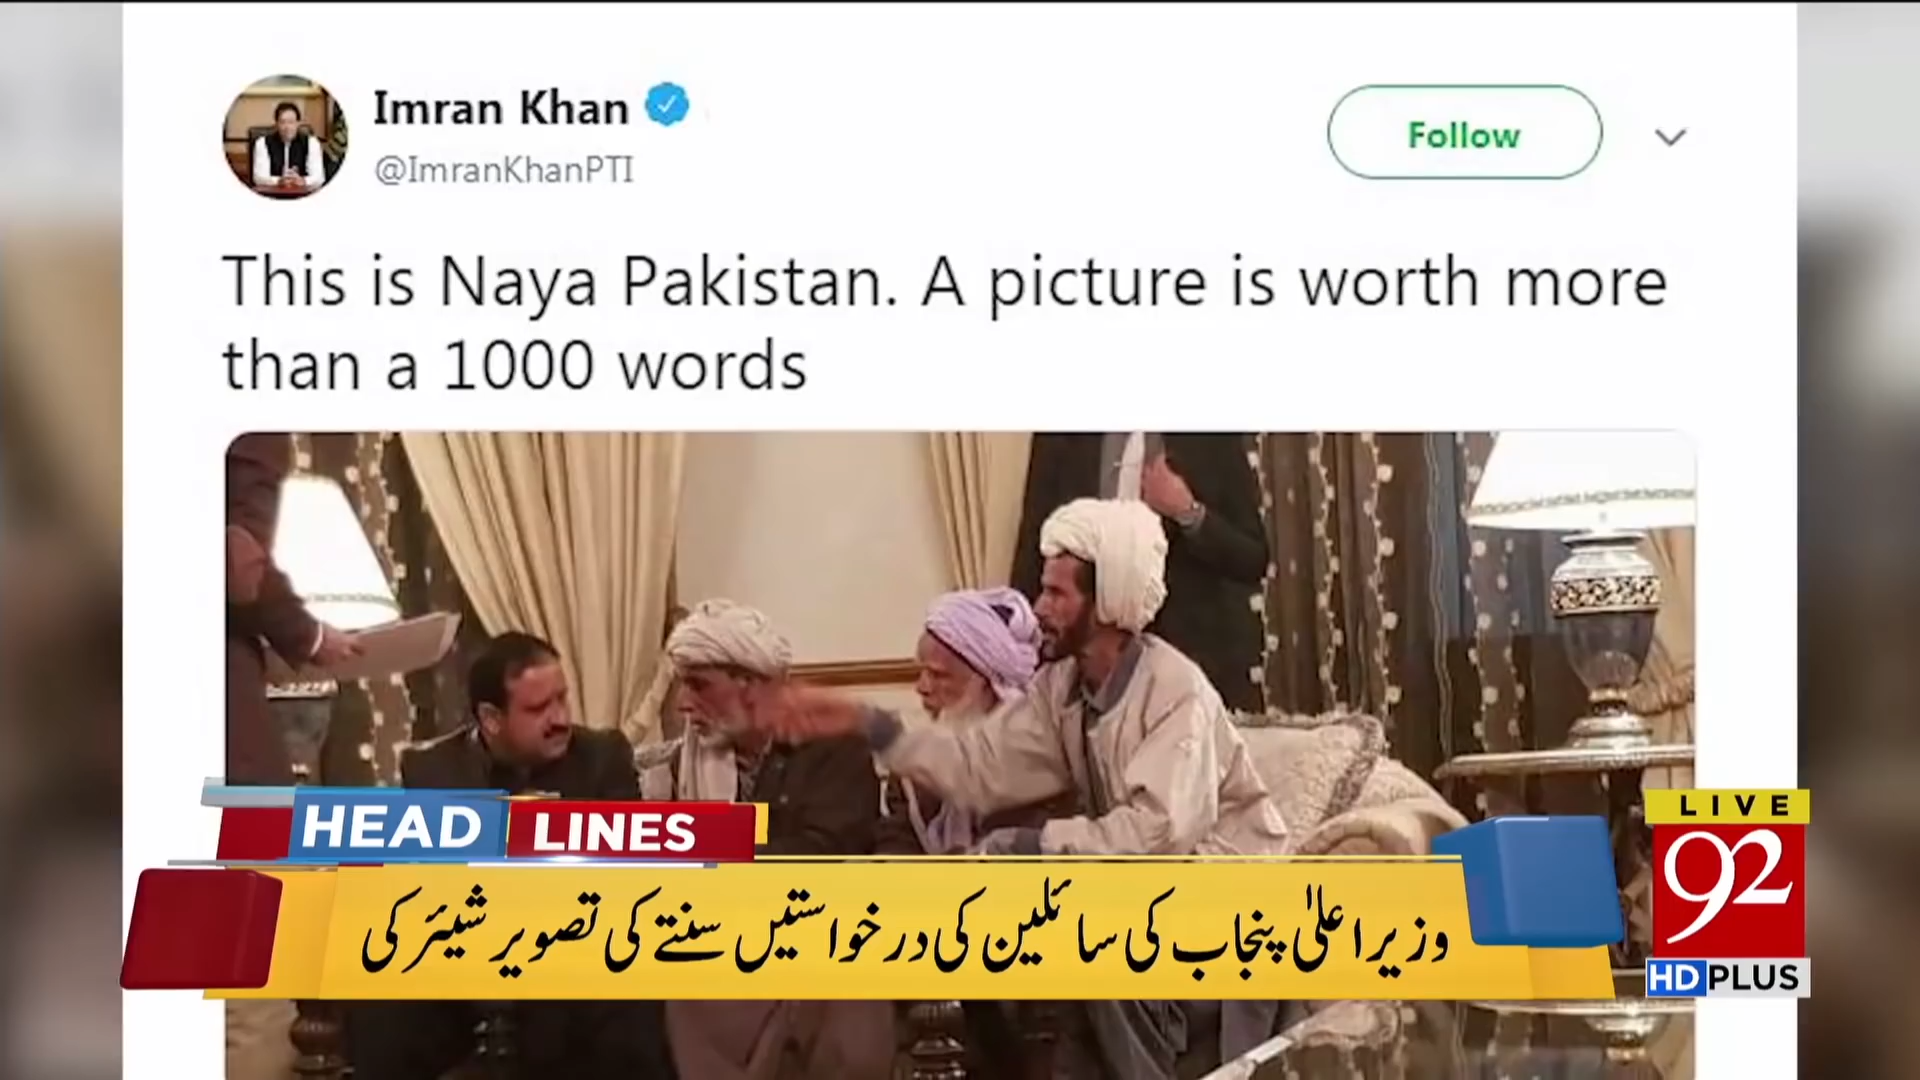 Imran Khan
@ImranKhanPTI
Follow
This is Naya Pakistan. A picture is worth more
than a 1000 words
HEAD LINES
وزیراعلیٰ پنجاب کی سائلین کی درخواستیں سنتے کی تصویر شیئر کی
LIVE
92
HD PLUS